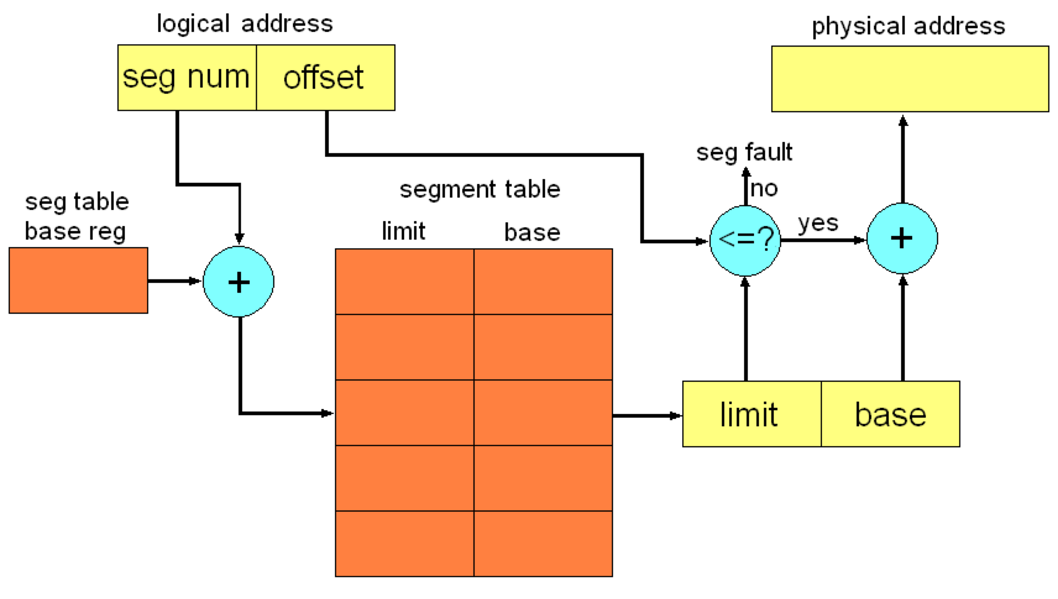 logical address
physical address
seg num
offset
seg fault
no
seg table
base reg
segment table
limit
base
+
<=?
yes
+
limit
base